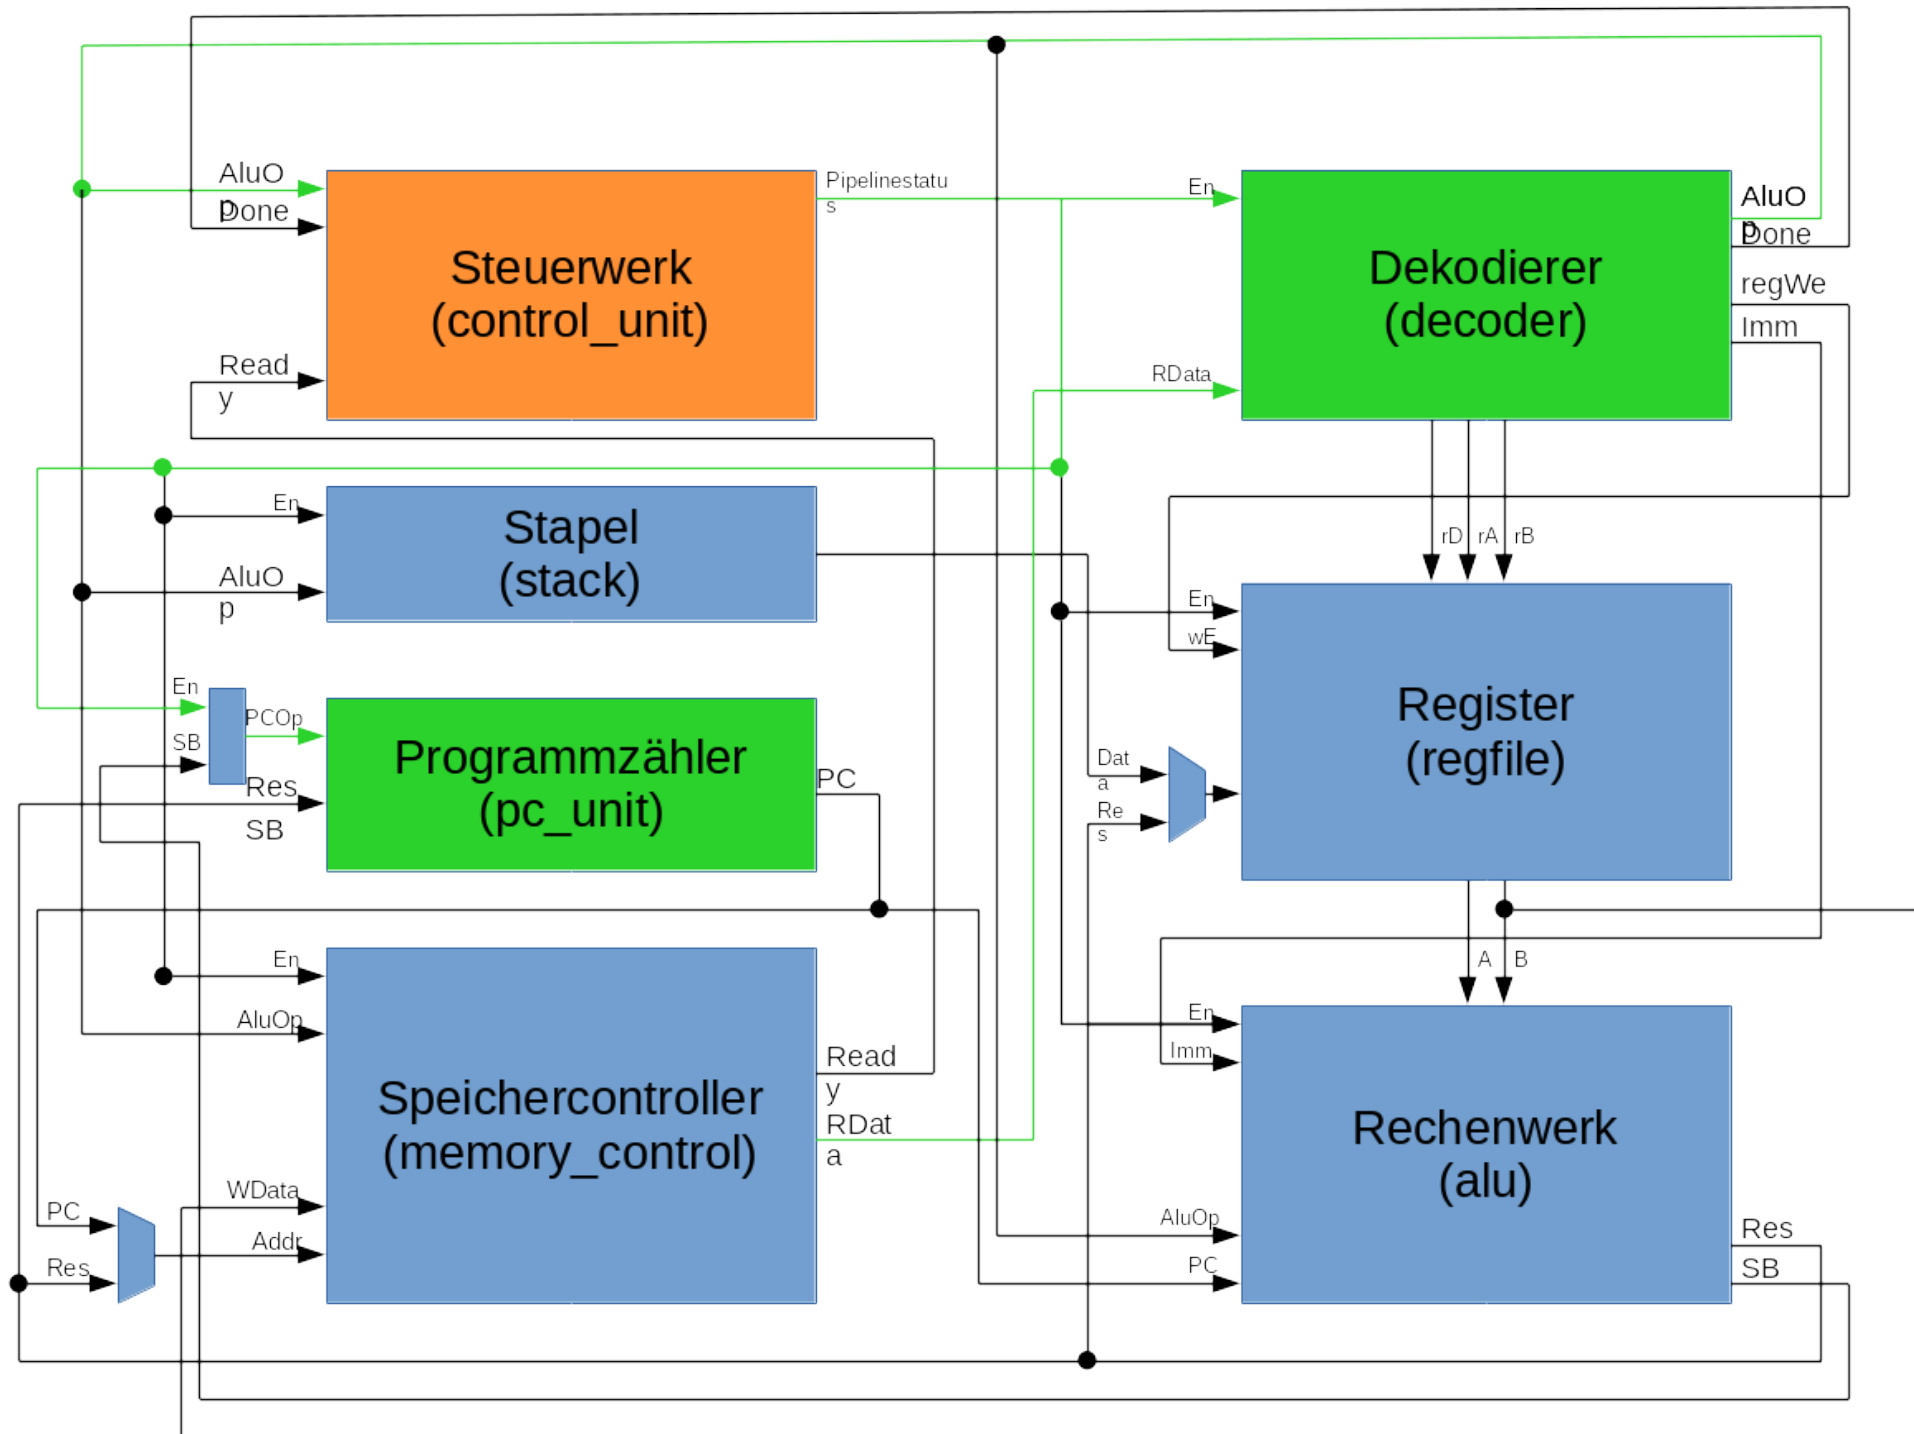 AluO
p
Done
Read
y
Steuerwerk
(control_unit)
Pipelinestatu
s
En
RData
Dekodierer
(decoder)
AluO
p
Done
regWe
Imm
En
AluO
p
Stapel
(stack)
rD
rA
rB
En
wE
Dat
a
Re
s
Register
(regfile)
En
SB
PCOp
Res
SB
Programmzähler
(pc_unit)
PC
A
B
En
AluOp
WData
Addr
PC
Res
Speichercontroller
(memory_control)
Read
y
RDat
a
En
Imm
AluOp
PC
Rechenwerk
(alu)
Res
SB